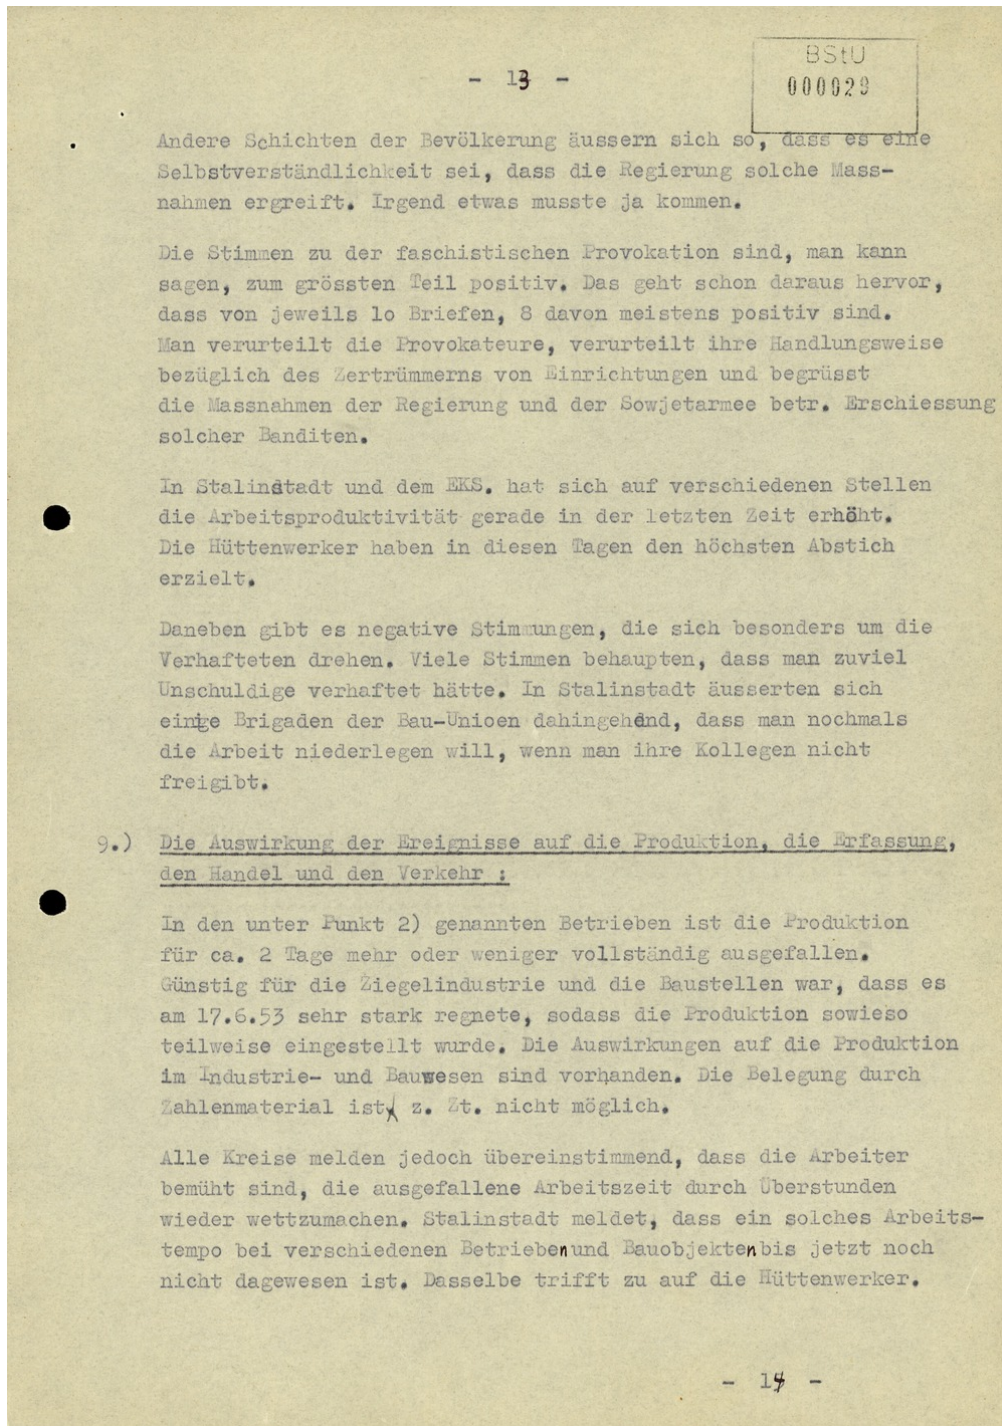 BStU
000029
- 13 -
Andere Schichten der Bevölkerung äussern sich so, dass es eine
Selbstverständlichkeit sei, dass die Regierung solche Mass-
nahmen ergreift. Irgend etwas musste ja kommen.
Die Stimmen zu der faschistischen Provokation sind, man kann
sagen, zum grössten Teil positiv. Das geht schon daraus hervor,
dass von jeweils lo Briefen, 8 davon meistens positiv sind.
Man verurteilt die Provokateure, verurteilt ihre Handlungsweise
bezüglich des Zertrümmerns von Einrichtungen und begrüsst
die Massnahmen der Regierung und der Sowjetarmee betr. Erschiessung
solcher Banditen.
In Stalinstadt und dem EKS. hat sich auf verschiedenen Stellen
die Arbeitsproduktivität gerade in der letzten Zeit erhöht.
Die Hüttenwerker haben in diesen Tagen den höchsten Abstich
erzielt.
Daneben gibt es negative Stimmungen, die sich besonders um die
Verhafteten drehen. Viele Stimmen behaupten, dass man zuviel
Unschuldige verhaftet hätte. In Stalinstadt äusserten sich
einige Brigaden der Bau-Unioen dahingehend, dass man nochmals
die Arbeit niederlegen will, wenn man ihre Kollegen nicht
freigibt.
9.) Die Auswirkung der Ereignisse auf die Produktion, die Erfassung,
den Handel und den Verkehr :
In den unter Punkt 2) genannten Betrieben ist die Produktion
für ca. 2 Tage mehr oder weniger vollständig ausgefallen.
Günstig für die Ziegelindustrie und die Baustellen war, dass es
am 17.6.53 sehr stark regnete, sodass die Produktion sowieso
teilweise eingestellt wurde. Die Auswirkungen auf die Produktion
im Industrie- und Bauwesen sind vorhanden. Die Belegung durch
Zahlenmaterial ist z. Zt. nicht möglich.
Alle Kreise melden jedoch übereinstimmend, dass die Arbeiter
bemüht sind, die ausgefallene Arbeitszeit durch Überstunden
wieder wettzumachen. Stalinstadt meldet, dass ein solches Arbeits-
tempo bei verschiedenen Betrieben und Bauobjekten bis jetzt noch
nicht dagewesen ist. Dasselbe trifft zu auf die Hüttenwerker.
- 14 -